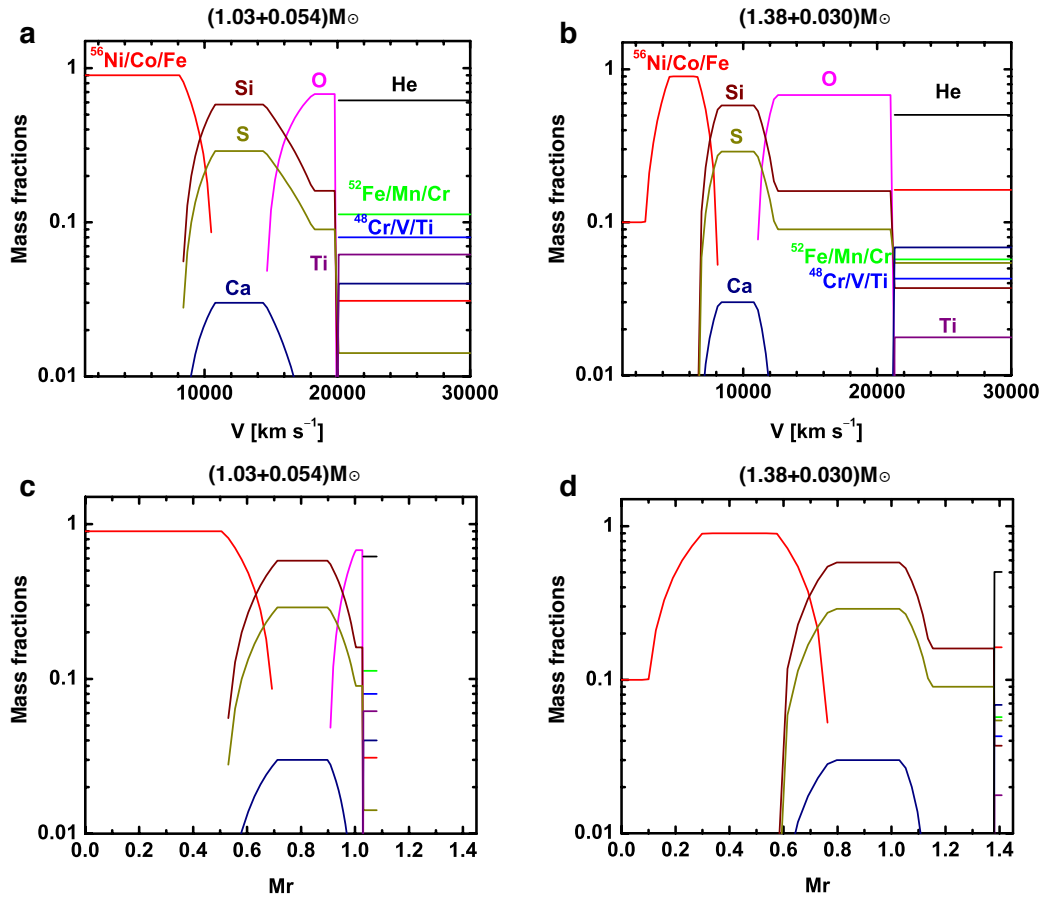 a
(1.03+0.054)M☉
⁵⁶Ni/Co/Fe
Si
S
O
He
⁵²Fe/Mn/Cr
⁴⁸Cr/V/Ti
Ti
Ca
Mass fractions
1
0.1
0.01
10000
20000
30000
V [km s⁻¹]
b
(1.38+0.030)M☉
⁵⁶Ni/Co/Fe
Si
S
O
He
⁵²Fe/Mn/Cr
⁴⁸Cr/V/Ti
Ti
Ca
Mass fractions
1
0.1
0.01
10000
20000
30000
V [km s⁻¹]
c
(1.03+0.054)M☉
Mass fractions
1
0.1
0.01
0.0 0.2 0.4 0.6 0.8 1.0 1.2 1.4
Mr
d
(1.38+0.030)M☉
Mass fractions
1
0.1
0.01
0.0 0.2 0.4 0.6 0.8 1.0 1.2 1.4
Mr